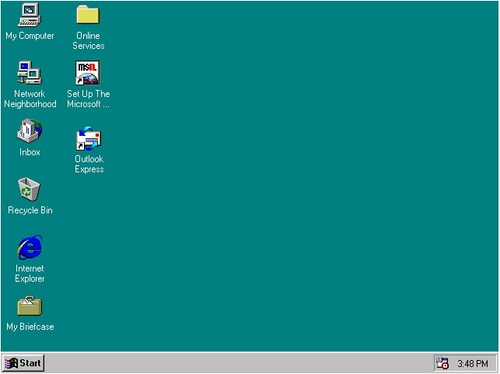 My Computer
Online
Services
Network
Neighborhood
msn
Set Up The
Microsoft ...
Inbox
Outlook
Express
Recycle Bin
Internet
Explorer
My Briefcase
Start
3:48 PM